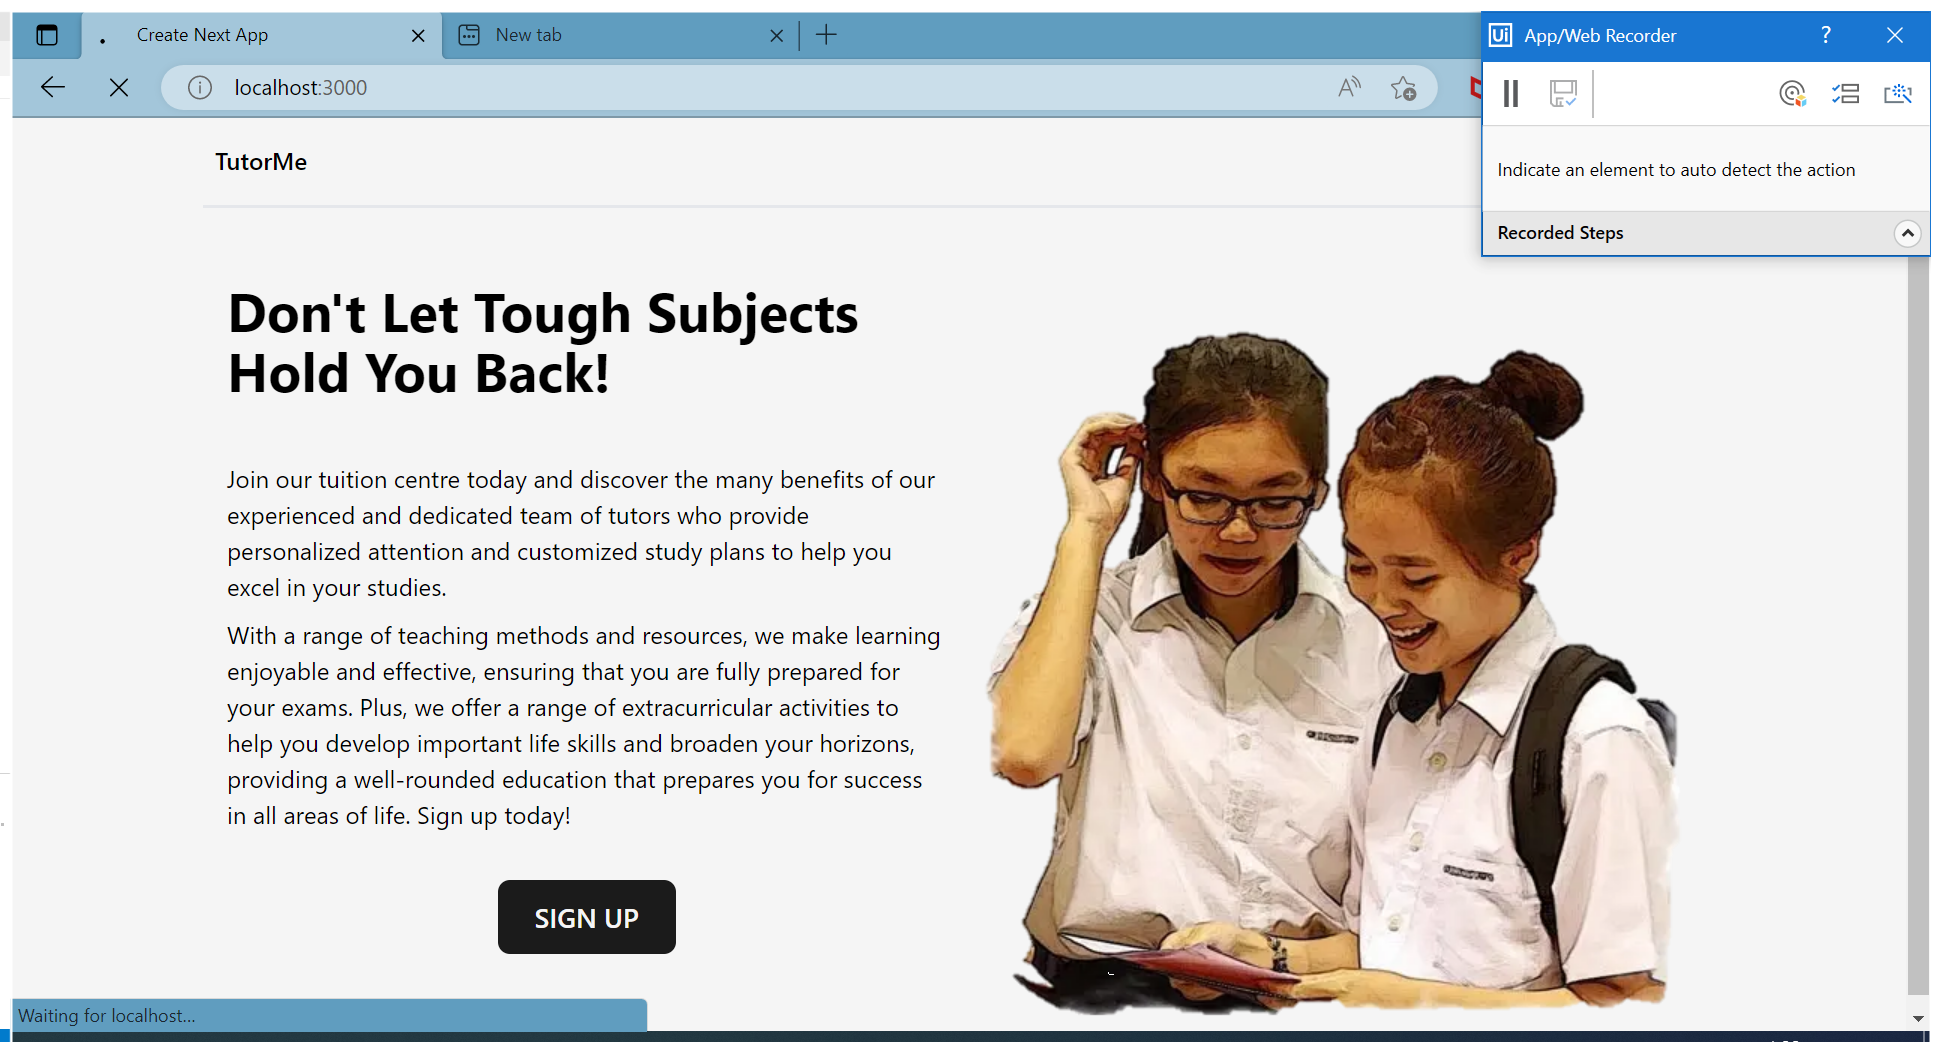 Create Next App
New tab
Ui App/Web Recorder ?
localhost:3000
Indicate an element to auto detect the action
Recorded Steps
TutorMe
Don't Let Tough Subjects
Hold You Back!
Join our tuition centre today and discover the many benefits of our
experienced and dedicated team of tutors who provide
personalized attention and customized study plans to help you
excel in your studies.
With a range of teaching methods and resources, we make learning
enjoyable and effective, ensuring that you are fully prepared for
your exams. Plus, we offer a range of extracurricular activities to
help you develop important life skills and broaden your horizons,
providing a well-rounded education that prepares you for success
in all areas of life. Sign up today!
SIGN UP
Waiting for localhost...